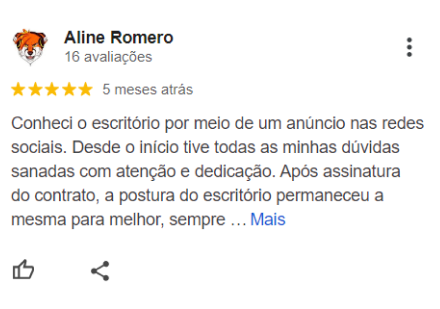 Aline Romero
16 avaliações
5 meses atrás
Conheci o escritório por meio de um anúncio nas redes
sociais. Desde o início tive todas as minhas dúvidas
sanadas com atenção e dedicação. Após assinatura
do contrato, a postura do escritório permaneceu a
mesma para melhor, sempre … Mais